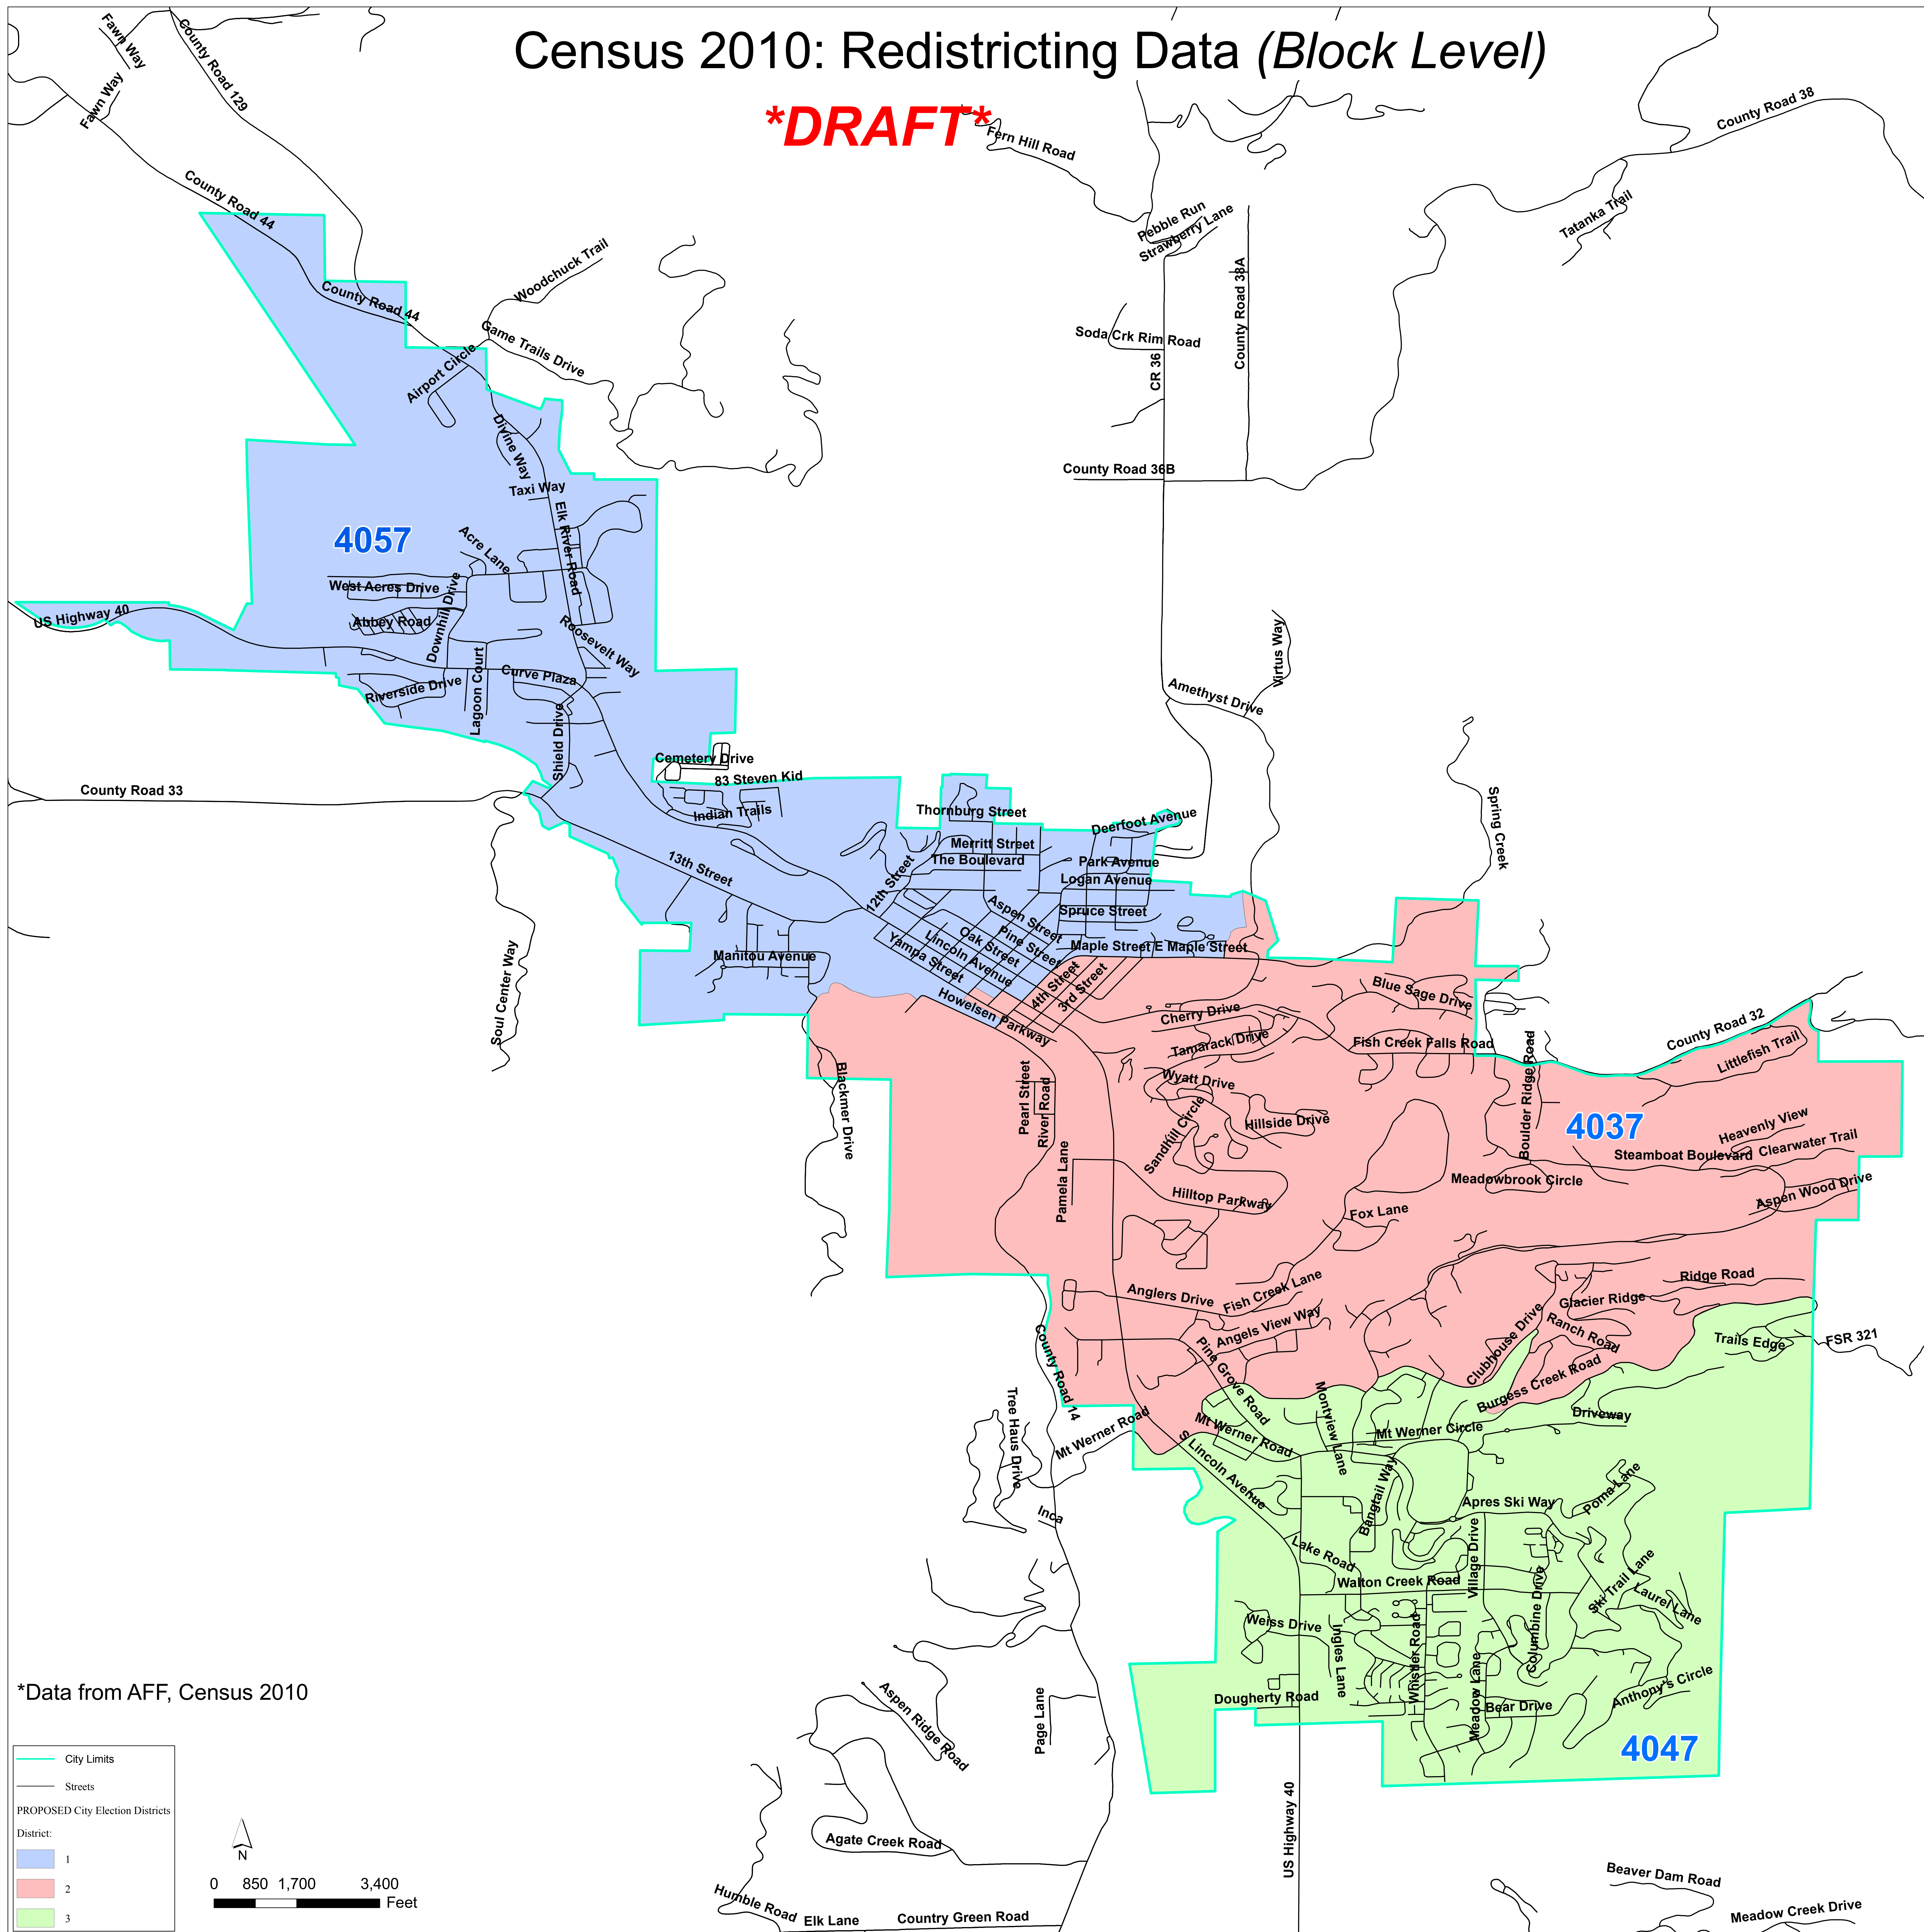 Census 2010: Redistricting Data (Block Level)
*DRAFT*
Fawn Way
County Road 129
Fawn Way
County Road 44
County Road 44
Woodchuck Trail
Game Trails Drive
Airport Circle
Divine Way
Taxi Way
Elk River Road
4057
Acre Lane
West Acres Drive
Abbey Road
Downhill Drive
US Highway 40
Roosevelt Way
Lagoon Court
Curve Plaza
Riverside Drive
Shield Drive
County Road 33
Cemetery Drive
83 Steven Kid
Indian Trails
13th Street
Soul Center Way
Manitou Avenue
Fern Hill Road
Pebble Run
Strawberry Lane
County Road 38A
Soda Crk Rim Road
CR 36
County Road 36B
County Road 38
Tatanka Trail
Virtus Way
Amethyst Drive
Spring Creek
Thornburg Street
Deerfoot Avenue
Merritt Street
The Boulevard
Park Avenue
Logan Avenue
12th Street
Aspen Street
Spruce Street
Pine Street
Oak Street
Lincoln Avenue
Yampa Street
Maple Street
E Maple Street
4th Street
3rd Street
Howelsen Parkway
Blue Sage Drive
Cherry Drive
Tamarack Drive
Fish Creek Falls Road
County Road 32
Littlefish Trail
Boulder Ridge Road
Wyatt Drive
Pearl Street
River Road
Blackmer Drive
Sandhill Circle
Hillside Drive
4037
Heavenly View
Steamboat Boulevard
Clearwater Trail
Meadowbrook Circle
Aspen Wood Drive
Pamela Lane
Hilltop Parkway
Fox Lane
Anglers Drive
Fish Creek Lane
Angels View Way
Ridge Road
Glacier Ridge
Ranch Road
Clubhouse Drive
Trails Edge
FSR 321
Burgess Creek Road
County Road 14
Pine Grove Road
Montview Lane
Mt Werner Circle
Driveway
Tree Haus Drive
Mt Werner Road
Mt Werner Road
S Lincoln Avenue
Bangtail Way
Inca
Apres Ski Way
Poma Lane
Lake Road
Village Drive
Walton Creek Road
Columbine Drive
Ski Trail Lane
Laurel Lane
Weiss Drive
Ingles Lane
Whistler Road
Meadow Lane
Dougherty Road
Bear Drive
Anthony's Circle
4047
Aspen Ridge Road
Page Lane
Agate Creek Road
US Highway 40
Humble Road
Elk Lane
Country Green Road
Beaver Dam Road
Meadow Creek Drive
*Data from AFF, Census 2010
City Limits
Streets
PROPOSED City Election Districts
District:
1
2
3
N
0 850 1,700 3,400
Feet